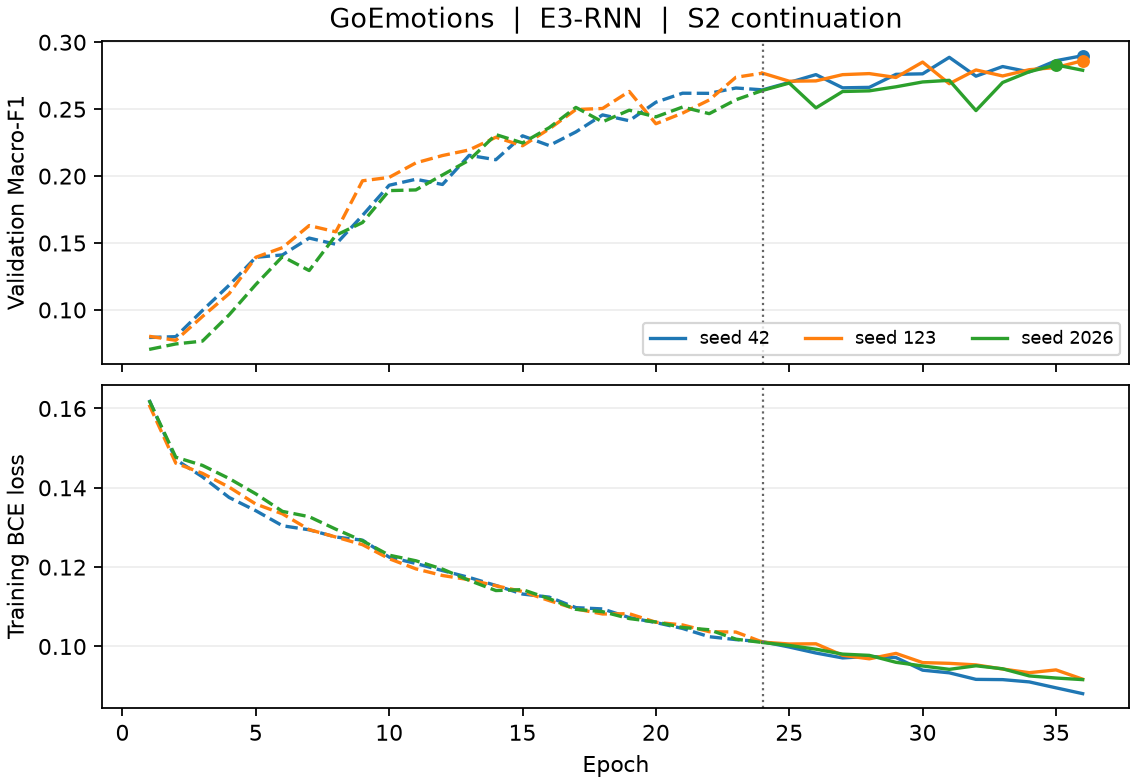 GoEmotions | E3-RNN | S2 continuation
Validation Macro-F1
0.30
0.25
0.20
0.15
0.10
seed 42 seed 123 seed 2026
Training BCE loss
0.16
0.14
0.12
0.10
0 5 10 15 20 25 30 35
Epoch